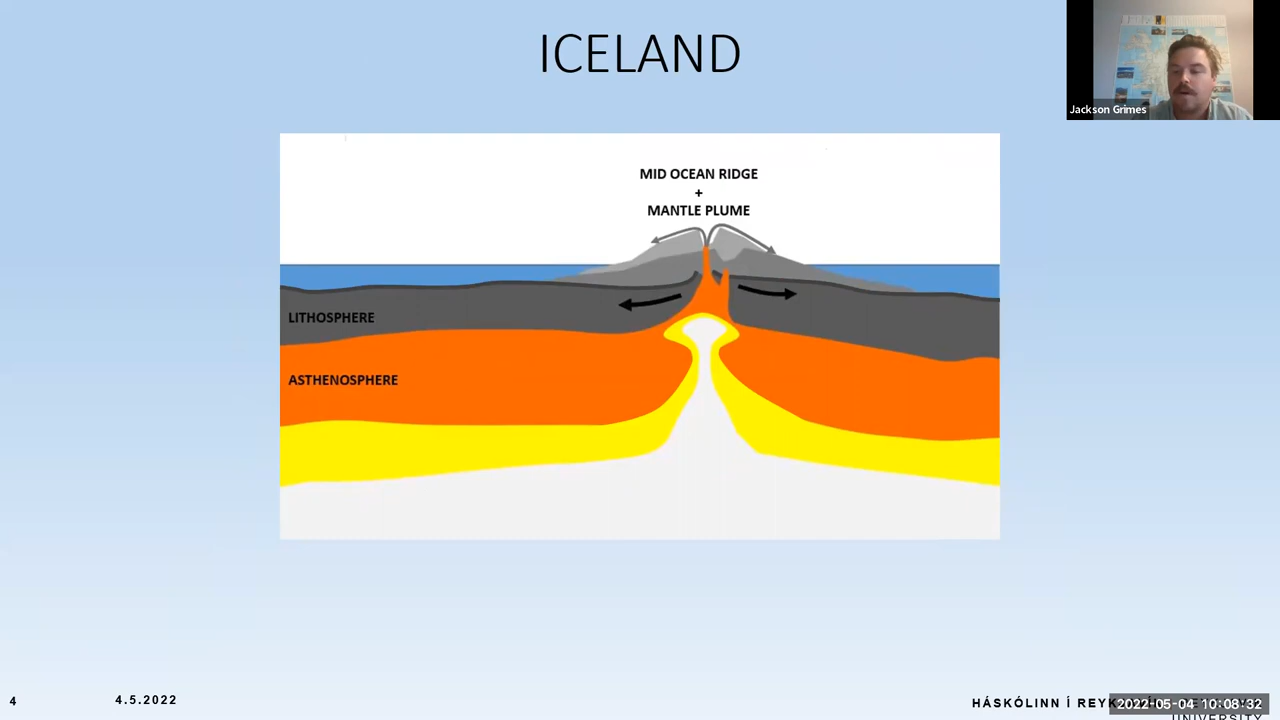 ICELAND
Jackson Grimes
MID OCEAN RIDGE
+
MANTLE PLUME
LITHOSPHERE
ASTHENOSPHERE
4
4.5.2022
HÁSKÓLINN Í
2022-05-04 10:08:32
UNIVERSITY